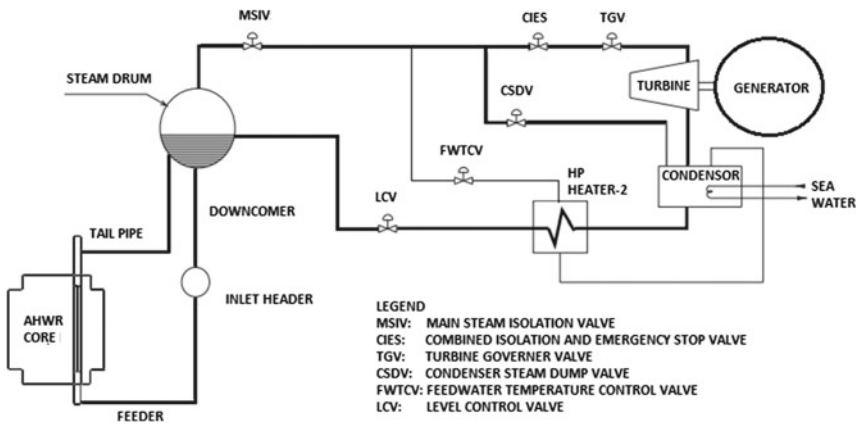 MSIV
CIES
TGV
STEAM DRUM
TURBINE
GENERATOR
CSDV
FWTCV
HP
HEATER-2
CONDENSOR
SEA
WATER
LCV
DOWNCOMER
TAIL PIPE
INLET HEADER
AHWR
CORE
FEEDER
LEGEND
MSIV: MAIN STEAM ISOLATION VALVE
CIES: COMBINED ISOLATION AND EMERGENCY STOP VALVE
TGV: TURBINE GOVERNER VALVE
CSDV: CONDENSER STEAM DUMP VALVE
FWTCV: FEEDWATER TEMPERATURE CONTROL VALVE
LCV: LEVEL CONTROL VALVE